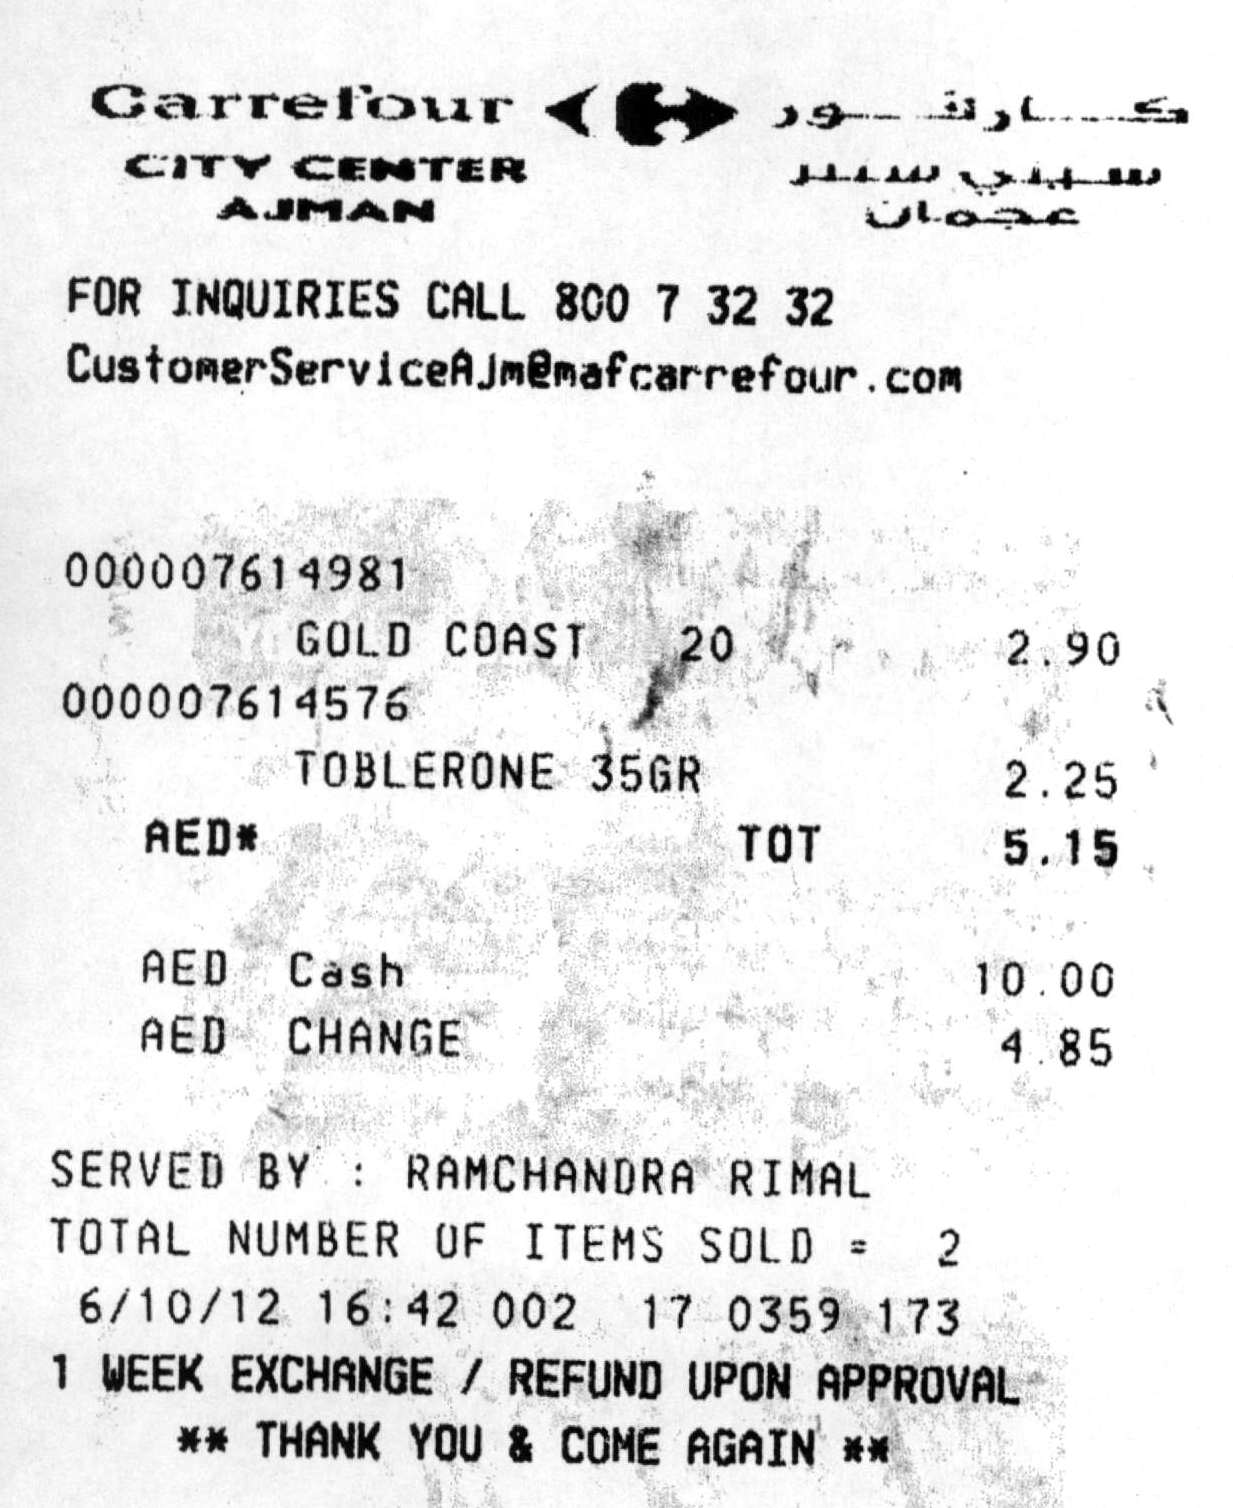 Carrefour كارفور
CITY CENTER سيتي سنتر
AJMAN عجمان
FOR INQUIRIES CALL 800 7 32 32
CustomerServiceAJm@mafcarrefour.com
000007614981
GOLD COAST 20 2.90
000007614576
TOBLERONE 35GR 2.25
AED* TOT 5.15
AED Cash 10.00
AED CHANGE 4.85
SERVED BY : RAMCHANDRA RIMAL
TOTAL NUMBER OF ITEMS SOLD = 2
6/10/12 16:42 002 17 0359 173
1 WEEK EXCHANGE / REFUND UPON APPROVAL
** THANK YOU & COME AGAIN **